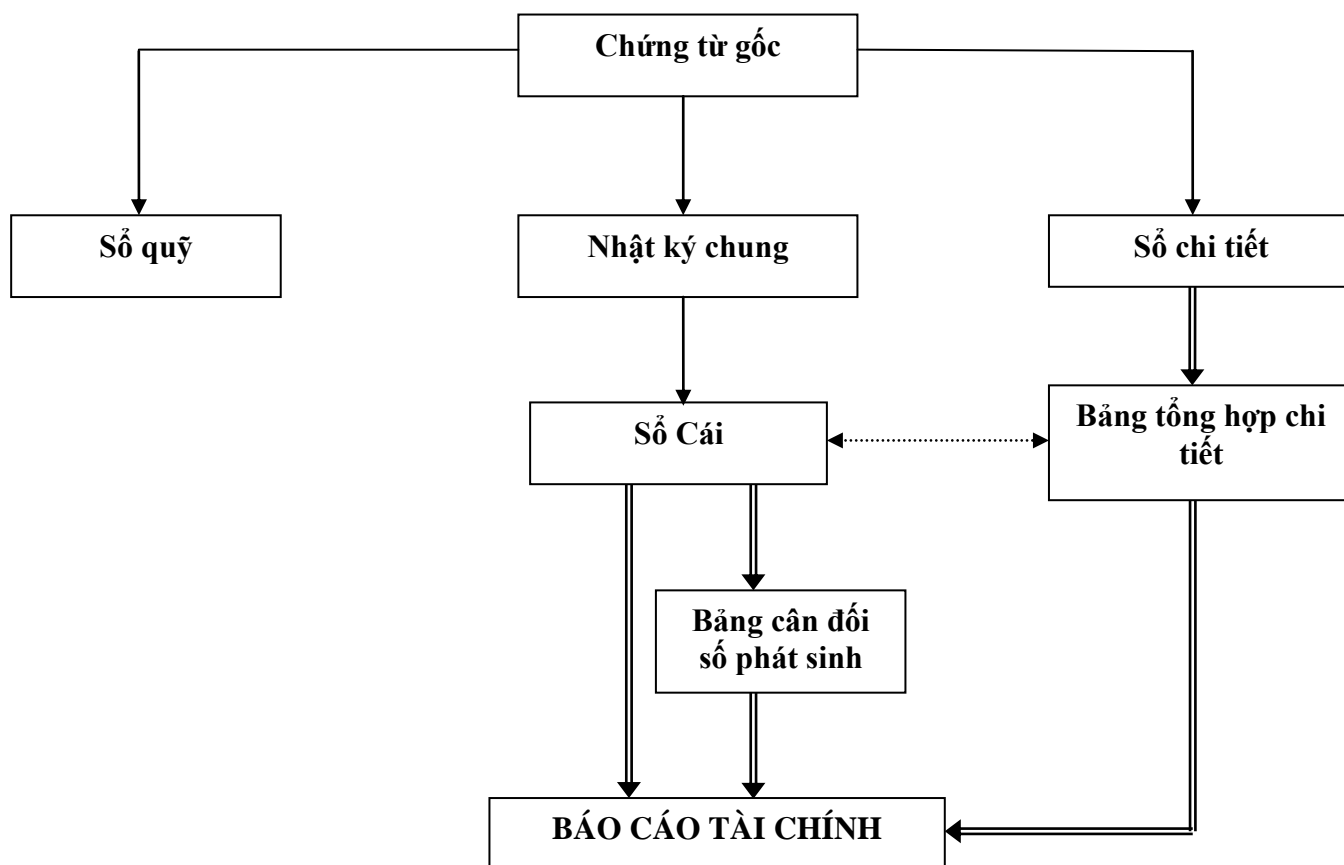 Chứng từ gốc
Sổ quỹ
Nhật ký chung
Sổ chi tiết
Sổ Cái
Bảng tổng hợp chi
tiết
Bảng cân đối
số phát sinh
BÁO CÁO TÀI CHÍNH